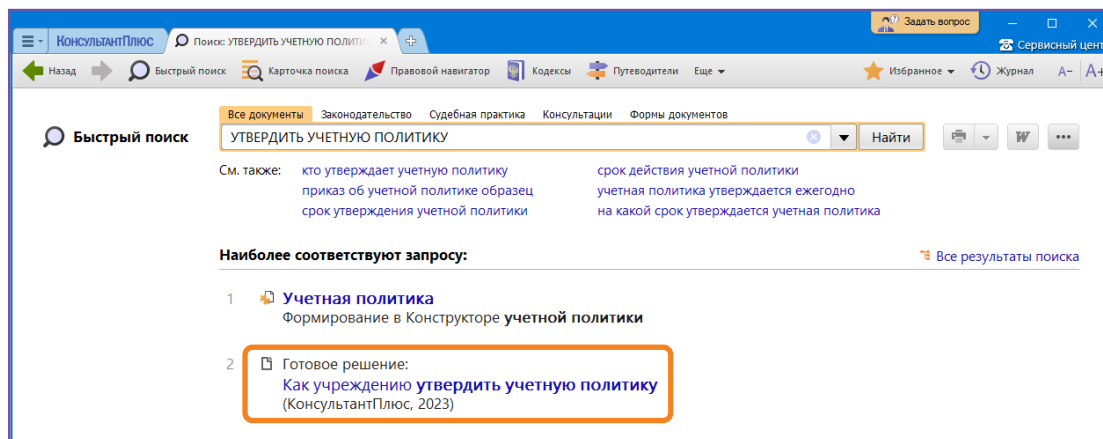 Задать вопрос
КонсультантПлюс
Поиск: УТВЕРДИТЬ УЧЕТНУЮ ПОЛИТИ
Сервисный цент
Назад
Быстрый поиск
Карточка поиска
Правовой навигатор
Кодексы
Путеводители
Еще
Избранное
Журнал
А−
А+
Все документы Законодательство Судебная практика Консультации Формы документов
Быстрый поиск
УТВЕРДИТЬ УЧЕТНУЮ ПОЛИТИКУ
Найти
W
См. также:
кто утверждает учетную политику
срок действия учетной политики
приказ об учетной политике образец
учетная политика утверждается ежегодно
срок утверждения учетной политики
на какой срок утверждается учетная политика
Наиболее соответствуют запросу:
Все результаты поиска
1
Учетная политика
Формирование в Конструкторе учетной политики
2
Готовое решение:
Как учреждению утвердить учетную политику
(КонсультантПлюс, 2023)